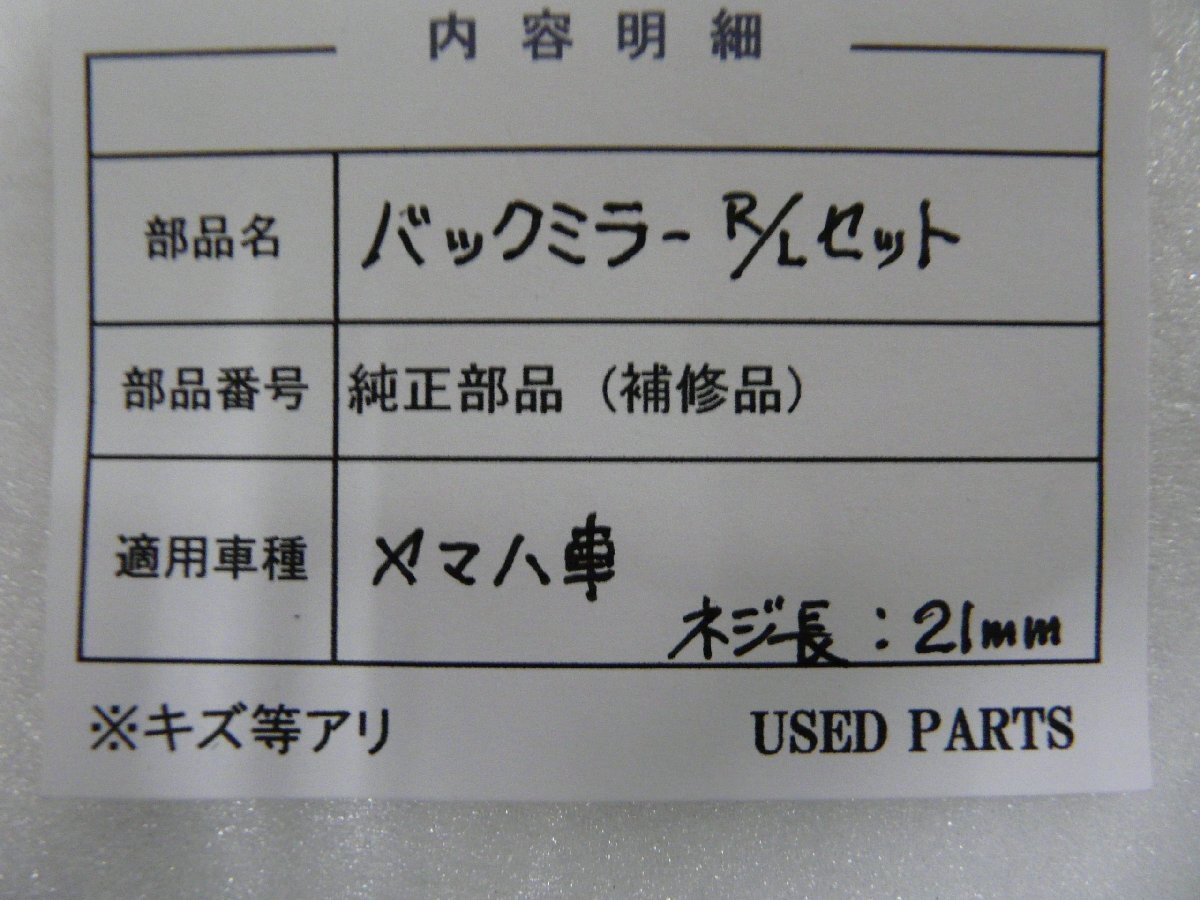 内容明細
部品名 バックミラー R/Lセット
部品番号 純正部品（補修品）
適用車種 ヤマハ車
ネジ長：21mm
※キズ等アリ USED PARTS